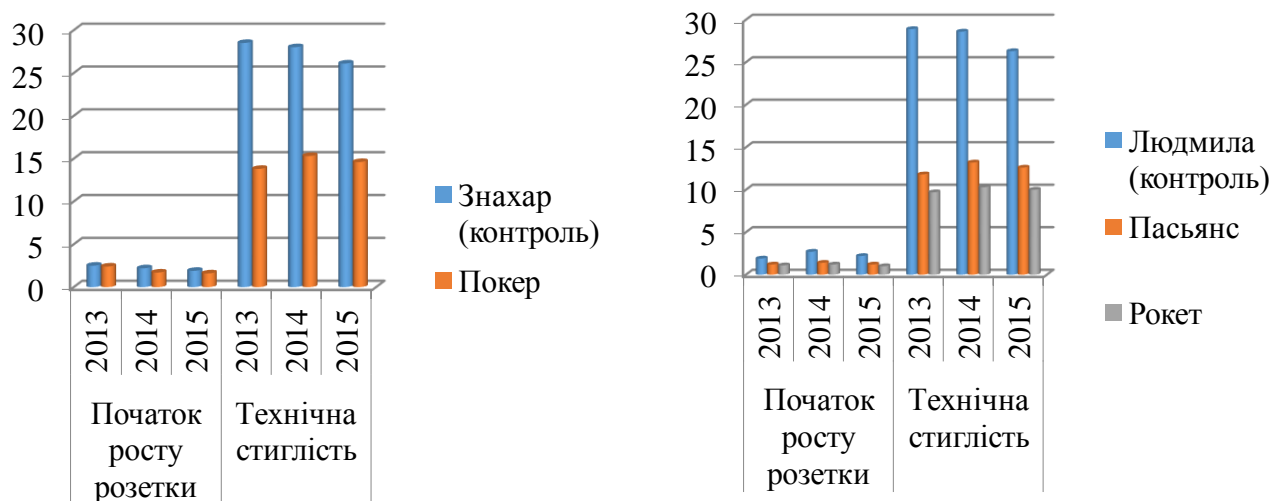 30
25
20
15
10
5
0
2013
2014
2015
2013
2014
2015
Початок
росту
розетки
Технічна
стиглість
Знахар
(контроль)
Покер
30
25
20
15
10
5
0
2013
2014
2015
2013
2014
2015
Початок
росту
розетки
Технічна
стиглість
Людмила
(контроль)
Пасьянс
Рокет